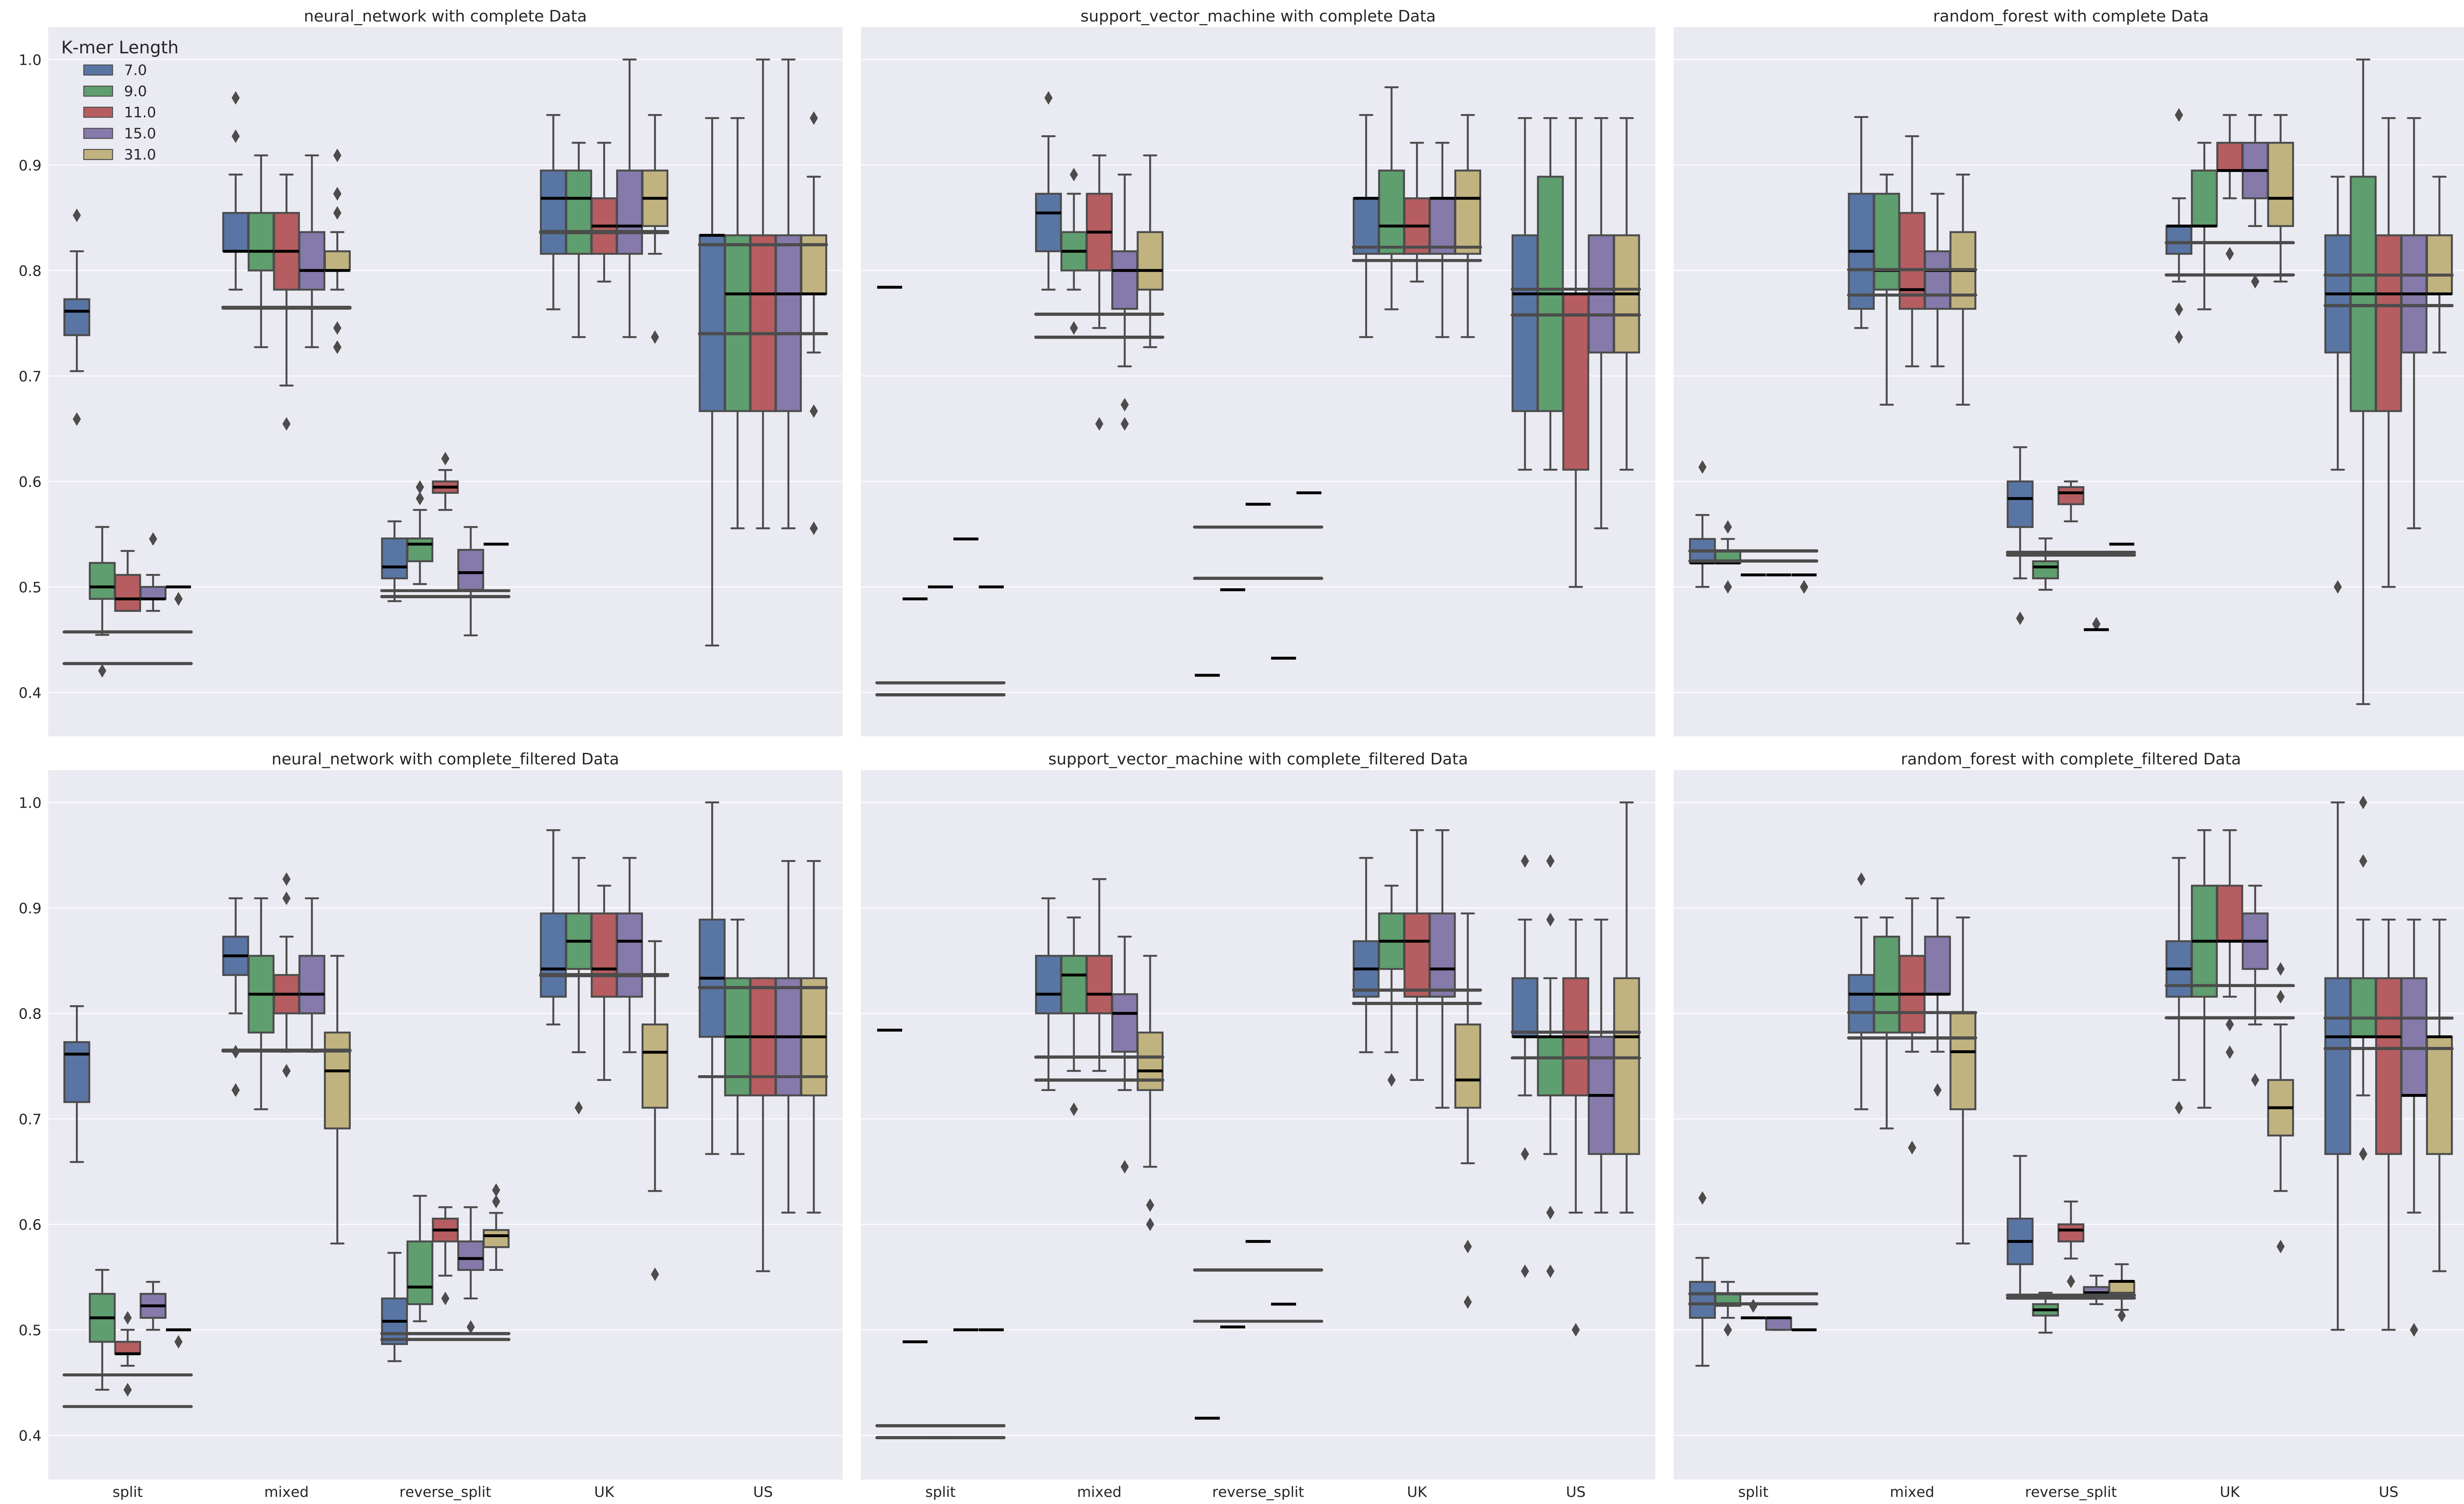 neural_network with complete Data
support_vector_machine with complete Data
random_forest with complete Data
K-mer Length
7.0
9.0
11.0
15.0
31.0
1.0
0.9
0.8
0.7
0.6
0.5
0.4
neural_network with complete_filtered Data
support_vector_machine with complete_filtered Data
random_forest with complete_filtered Data
1.0
0.9
0.8
0.7
0.6
0.5
0.4
split mixed reverse_split UK US
split mixed reverse_split UK US
split mixed reverse_split UK US